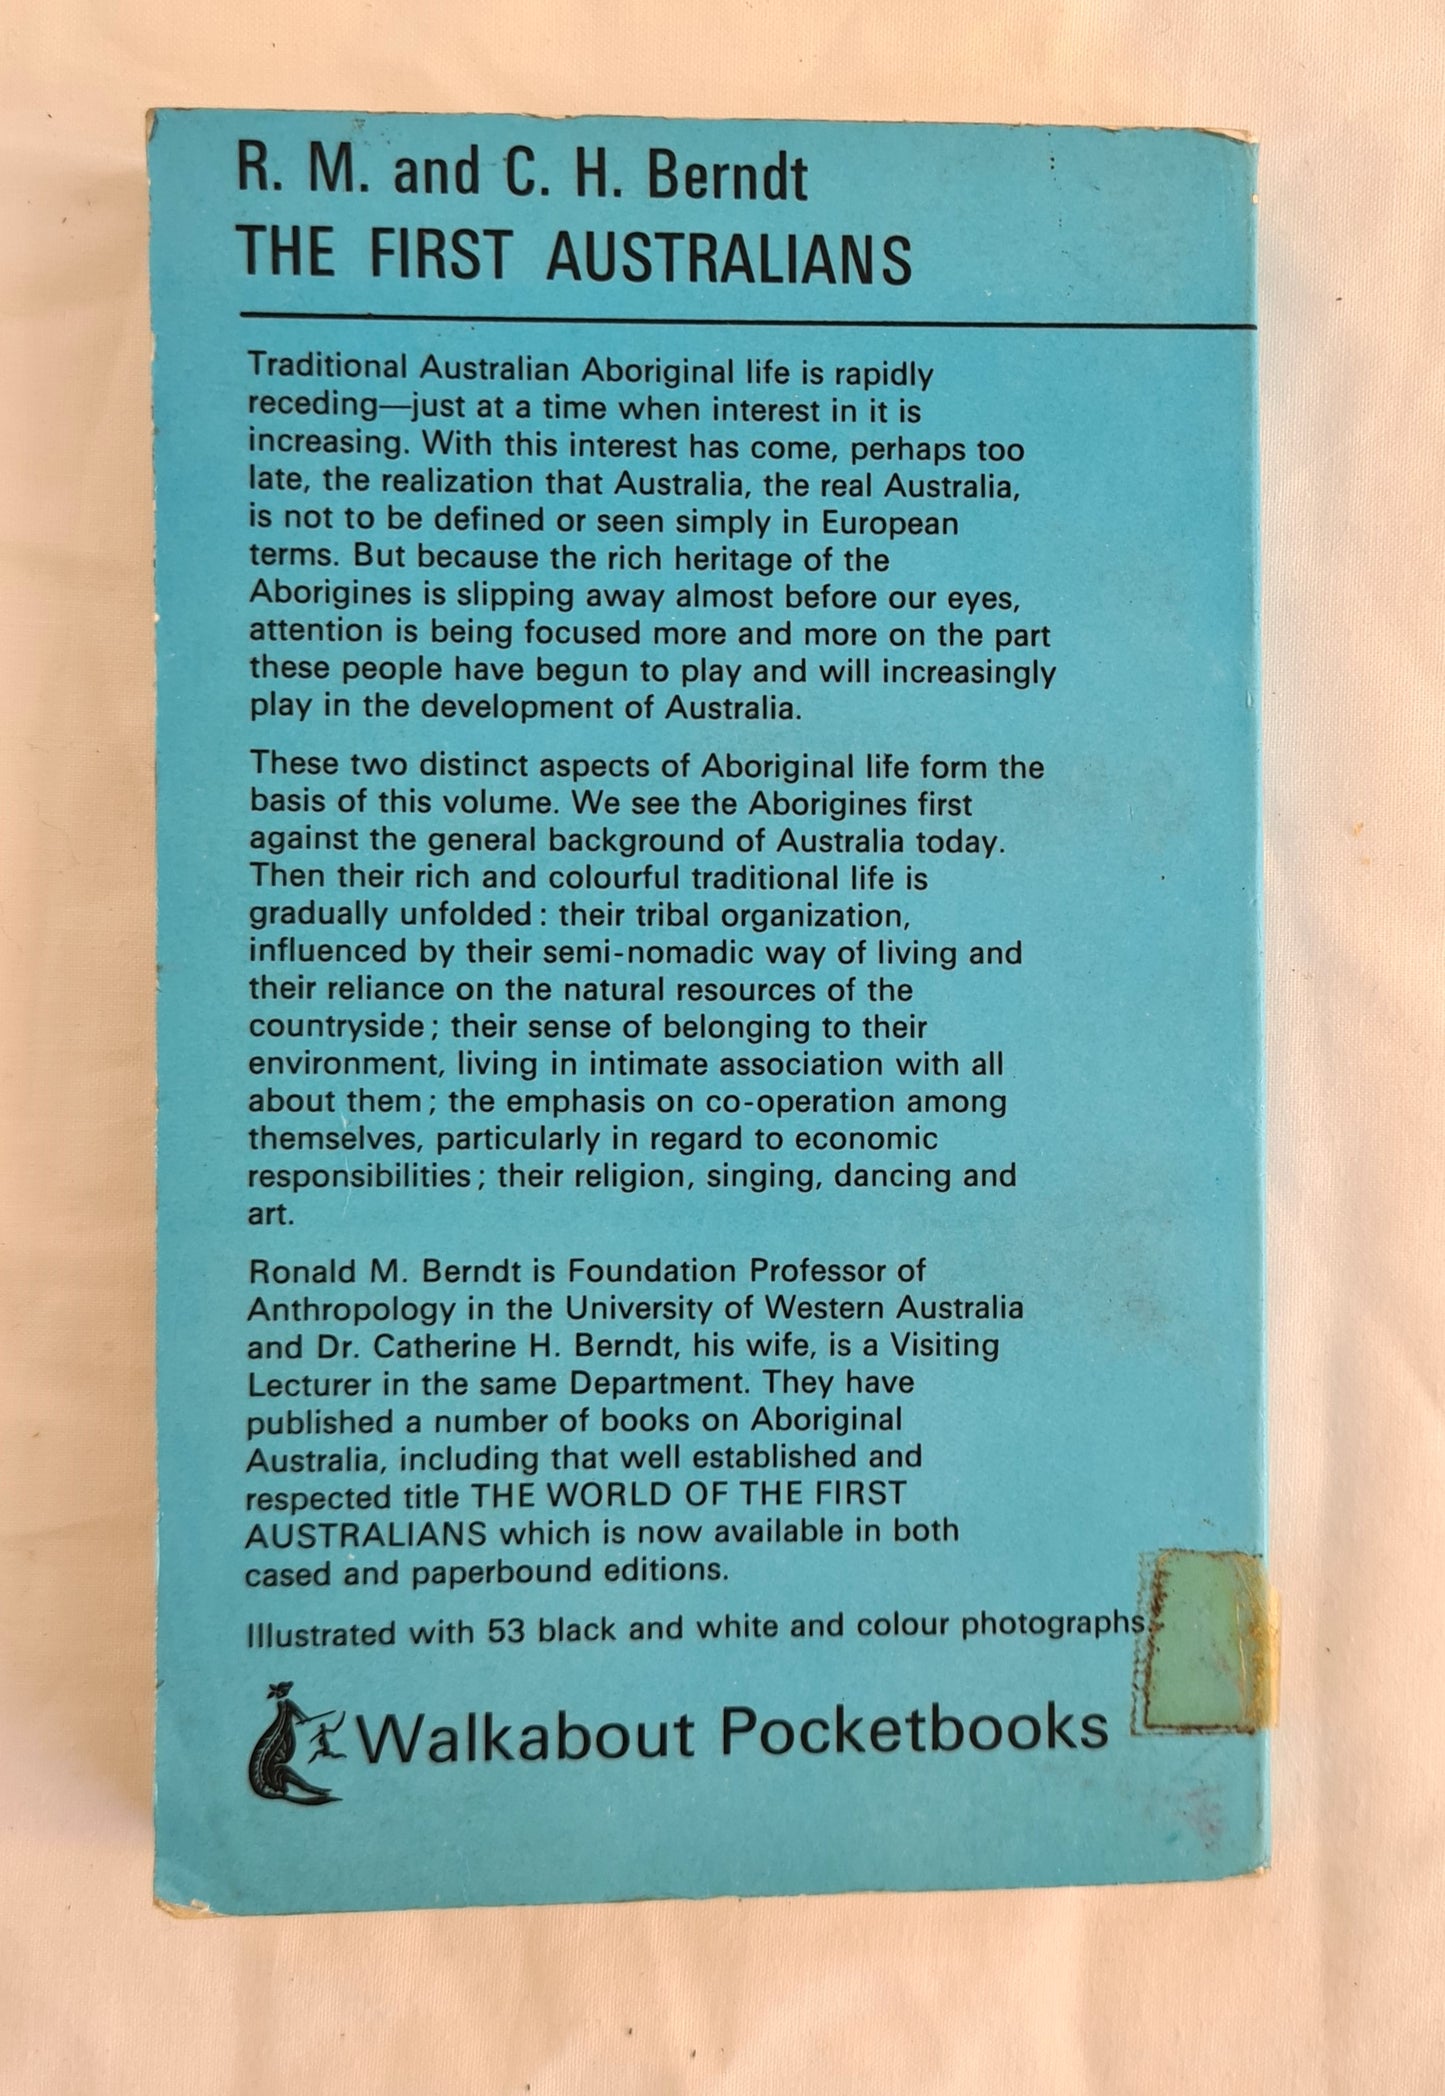 R. M. and C. H. Berndt
THE FIRST AUSTRALIANS
Traditional Australian Aboriginal life is rapidly
receding—just at a time when interest in it is
increasing. With this interest has come, perhaps too
late, the realization that Australia, the real Australia,
is not to be defined or seen simply in European
terms. But because the rich heritage of the
Aborigines is slipping away almost before our eyes,
attention is being focused more and more on the part
these people have begun to play and will increasingly
play in the development of Australia.
These two distinct aspects of Aboriginal life form the
basis of this volume. We see the Aborigines first
against the general background of Australia today.
Then their rich and colourful traditional life is
gradually unfolded: their tribal organization,
influenced by their semi-nomadic way of living and
their reliance on the natural resources of the
countryside; their sense of belonging to their
environment, living in intimate association with all
about them; the emphasis on co-operation among
themselves, particularly in regard to economic
responsibilities; their religion, singing, dancing and
art.
Ronald M. Berndt is Foundation Professor of
Anthropology in the University of Western Australia
and Dr. Catherine H. Berndt, his wife, is a Visiting
Lecturer in the same Department. They have
published a number of books on Aboriginal
Australia, including that well established and
respected title THE WORLD OF THE FIRST
AUSTRALIANS which is now available in both
cased and paperbound editions.
Illustrated with 53 black and white and colour photographs.
Walkabout Pocketbooks